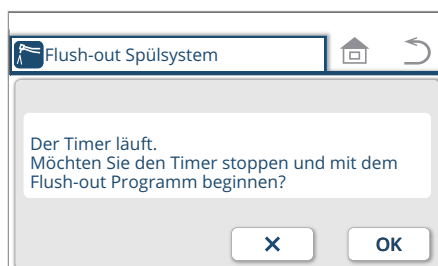 Flush-out Spülsystem
Der Timer läuft.
Möchten Sie den Timer stoppen und mit dem
Flush-out Programm beginnen?
OK